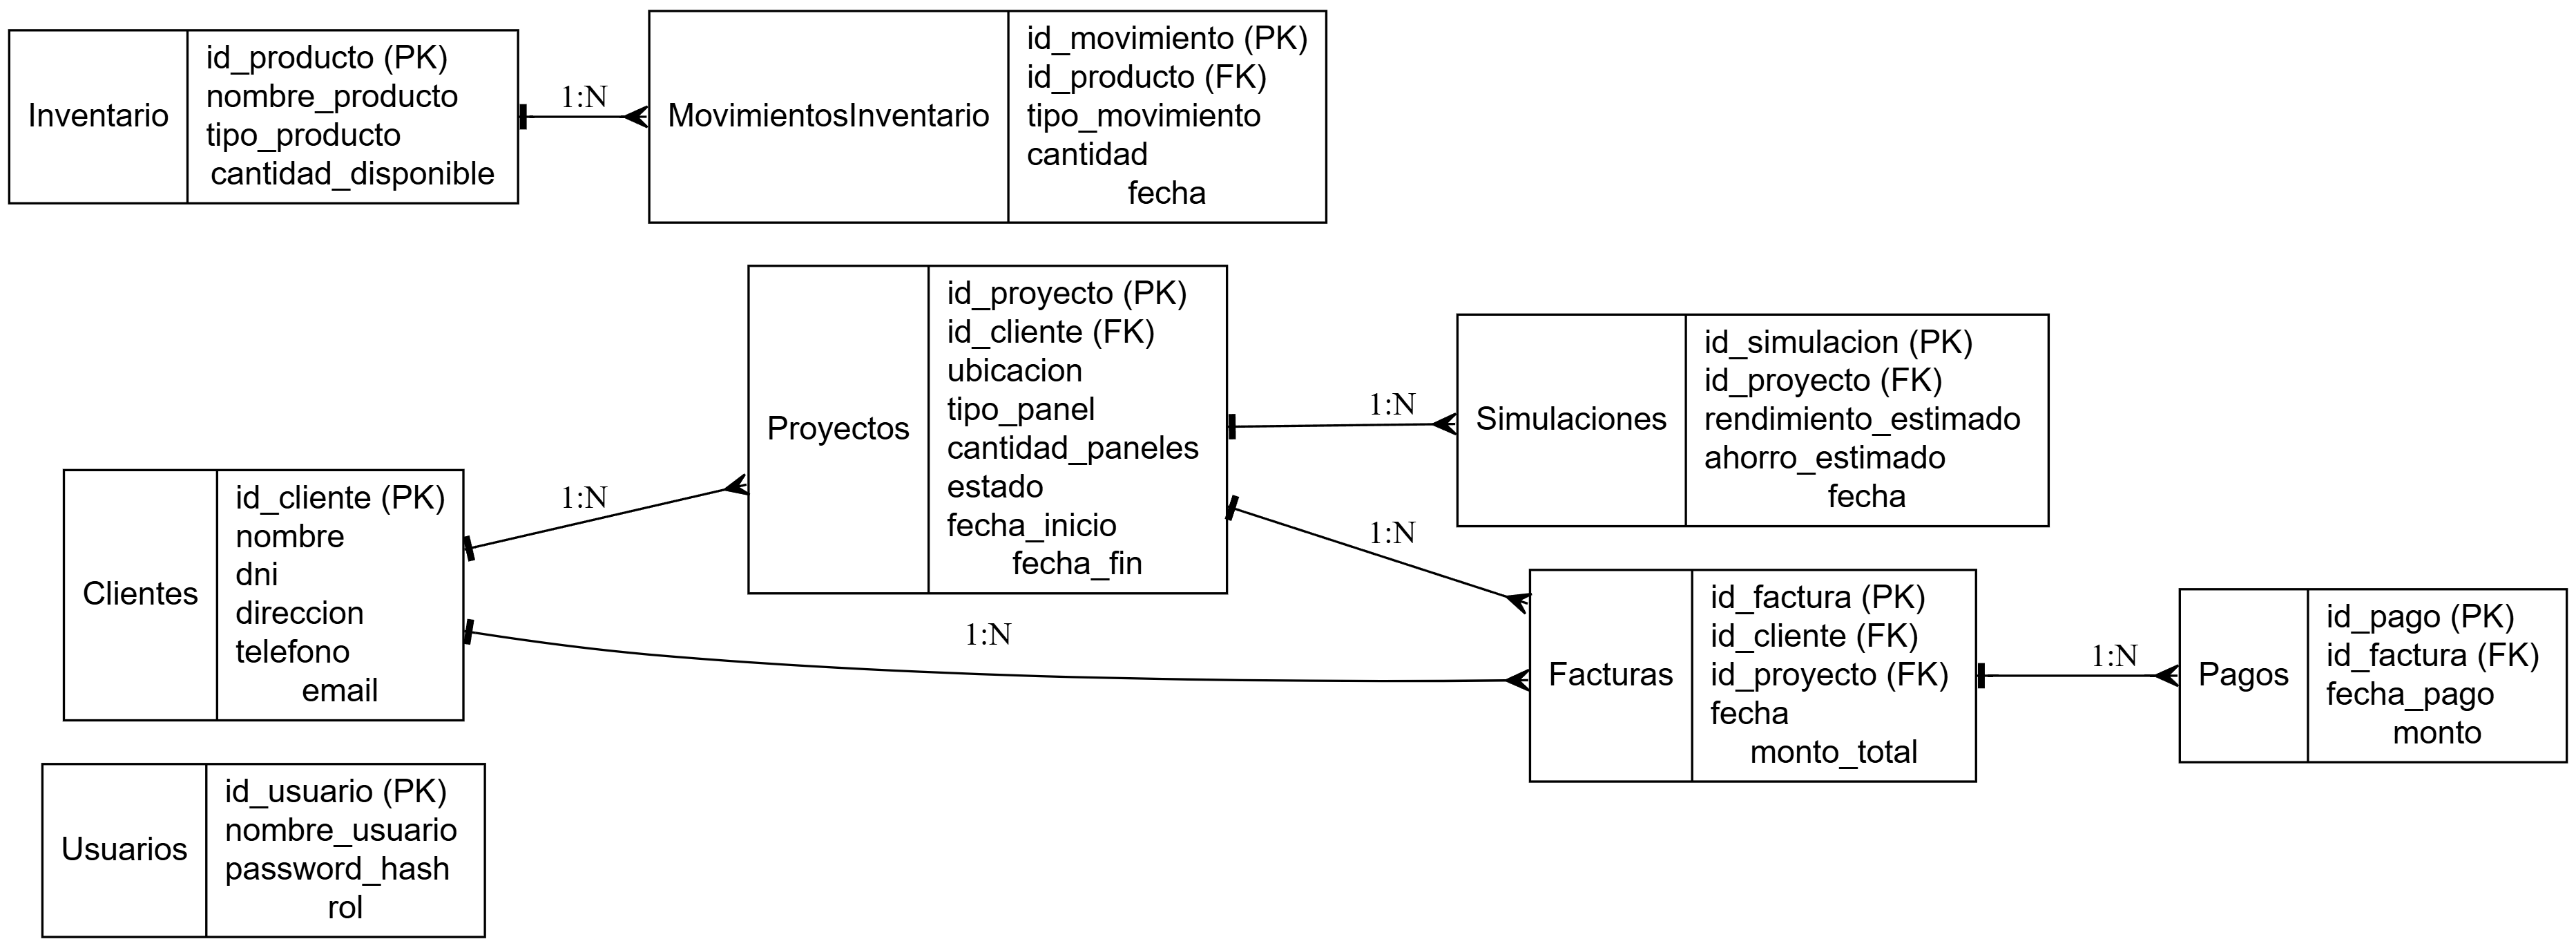 Inventario
id_producto (PK)
nombre_producto
tipo_producto
cantidad_disponible
1:N
MovimientosInventario
id_movimiento (PK)
id_producto (FK)
tipo_movimiento
cantidad
fecha
Proyectos
id_proyecto (PK)
id_cliente (FK)
ubicacion
tipo_panel
cantidad_paneles
estado
fecha_inicio
fecha_fin
1:N
Simulaciones
id_simulacion (PK)
id_proyecto (FK)
rendimiento_estimado
ahorro_estimado
fecha
Clientes
id_cliente (PK)
nombre
dni
direccion
telefono
email
1:N
1:N
1:N
Facturas
id_factura (PK)
id_cliente (FK)
id_proyecto (FK)
fecha
monto_total
1:N
Pagos
id_pago (PK)
id_factura (FK)
fecha_pago
monto
Usuarios
id_usuario (PK)
nombre_usuario
password_hash
rol